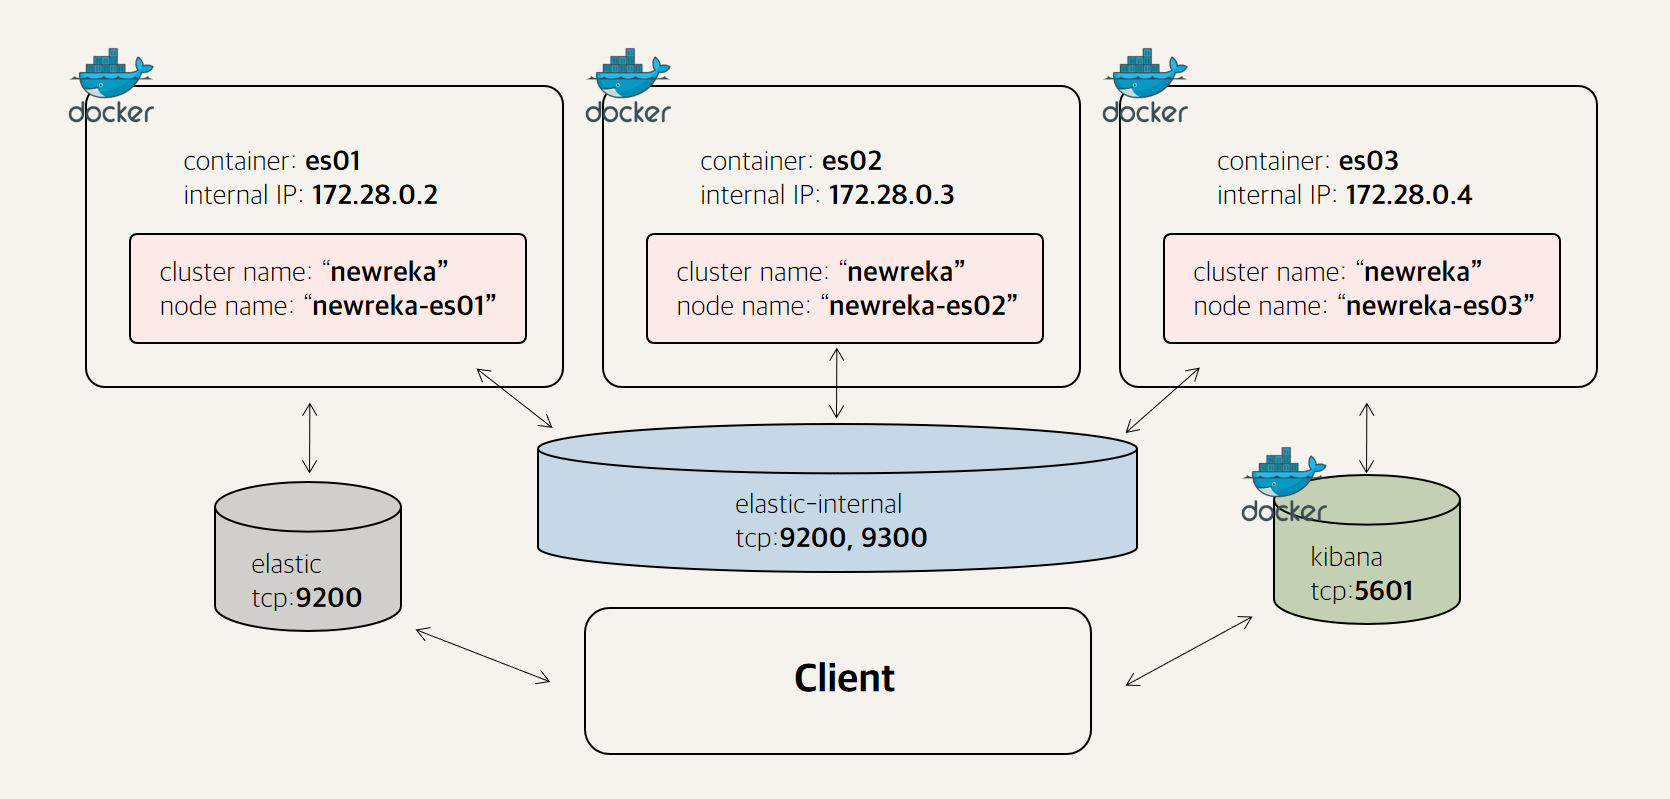 docker
container: es01
internal IP: 172.28.0.2
cluster name: “newreka”
node name: “newreka-es01”
docker
container: es02
internal IP: 172.28.0.3
cluster name: “newreka”
node name: “newreka-es02”
docker
container: es03
internal IP: 172.28.0.4
cluster name: “newreka”
node name: “newreka-es03”
elastic
tcp:9200
elastic-internal
tcp:9200, 9300
docker
kibana
tcp:5601
Client